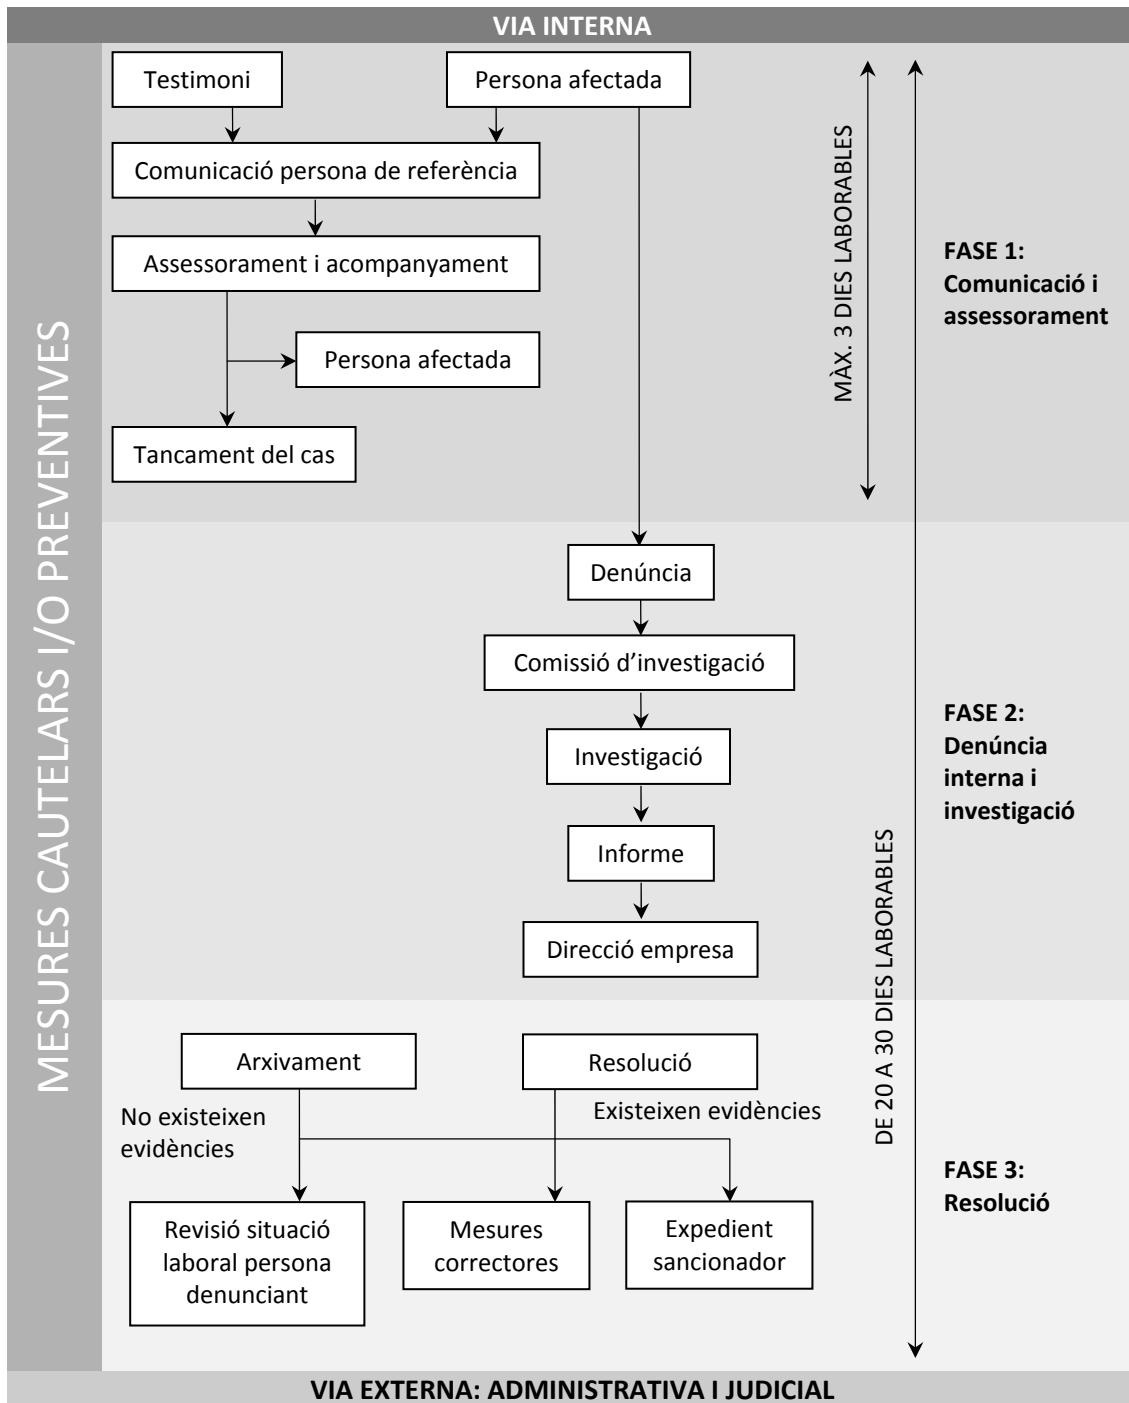 VIA INTERNA
MESURES CAUTELARS I/O PREVENTIVES
Testimoni
Persona afectada
Comunicació persona de referència
Assessorament i acompanyament
Persona afectada
Tancament del cas
MÀX. 3 DIES LABORABLES
FASE 1:
Comunicació i
assessorament
Denúncia
Comissió d’investigació
Investigació
Informe
Direcció empresa
DE 20 A 30 DIES LABORABLES
FASE 2:
Denúncia
interna i
investigació
Arxivament
Resolució
No existeixen
evidències
Existeixen evidències
Revisió situació
laboral persona
denunciant
Mesures
correctores
Expedient
sancionador
FASE 3:
Resolució
VIA EXTERNA: ADMINISTRATIVA I JUDICIAL